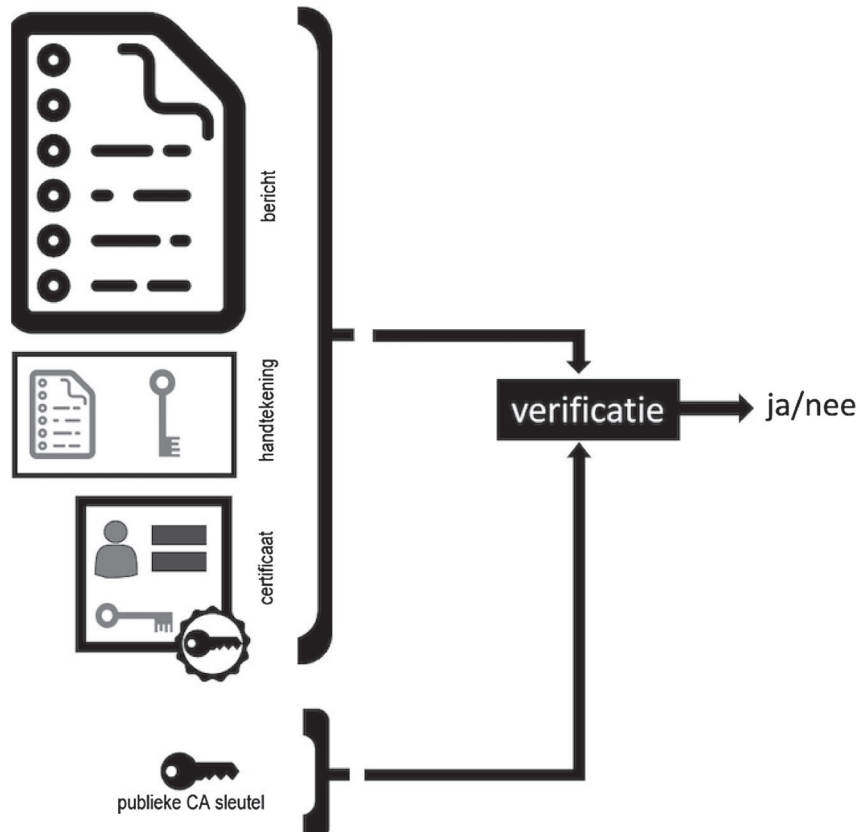 bericht
handtekening
certificaat
verificatie
ja/nee
publieke CA sleutel